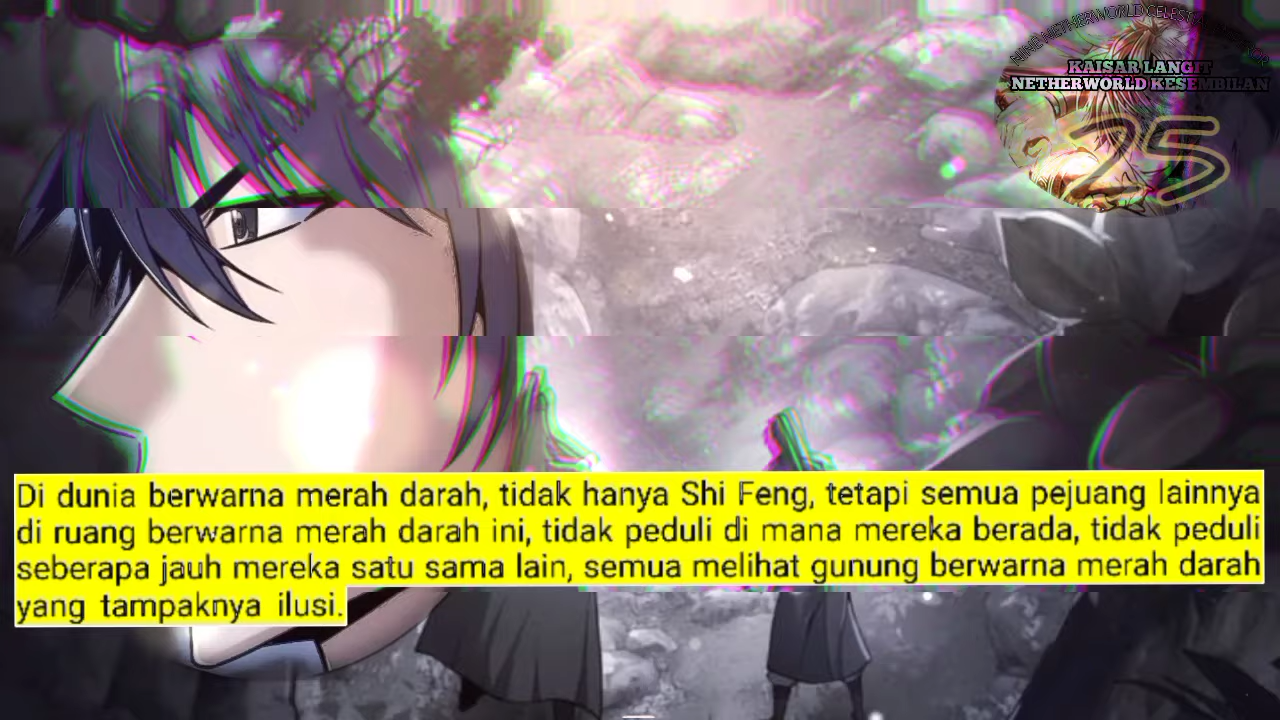 KAISAR LANGIT
NETHERWORLD KESEMBILAN
25
Di dunia berwarna merah darah, tidak hanya Shi Feng, tetapi semua pejuang lainnya
di ruang berwarna merah darah ini, tidak peduli di mana mereka berada, tidak peduli
seberapa jauh mereka satu sama lain, semua melihat gunung berwarna merah darah
yang tampaknya ilusi.